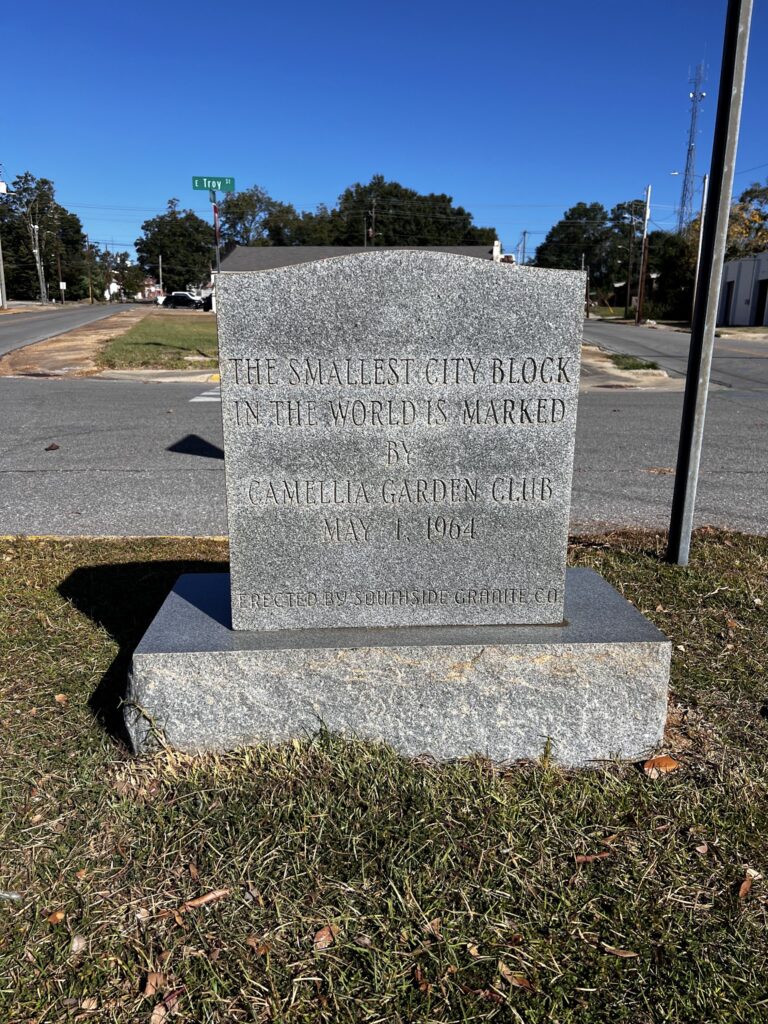 E Troy ST
THE SMALLEST CITY BLOCK
IN THE WORLD IS MARKED
BY
CAMELLIA GARDEN CLUB
MAY 1, 1964
ERECTED BY SOUTHSIDE GRANITE CO.